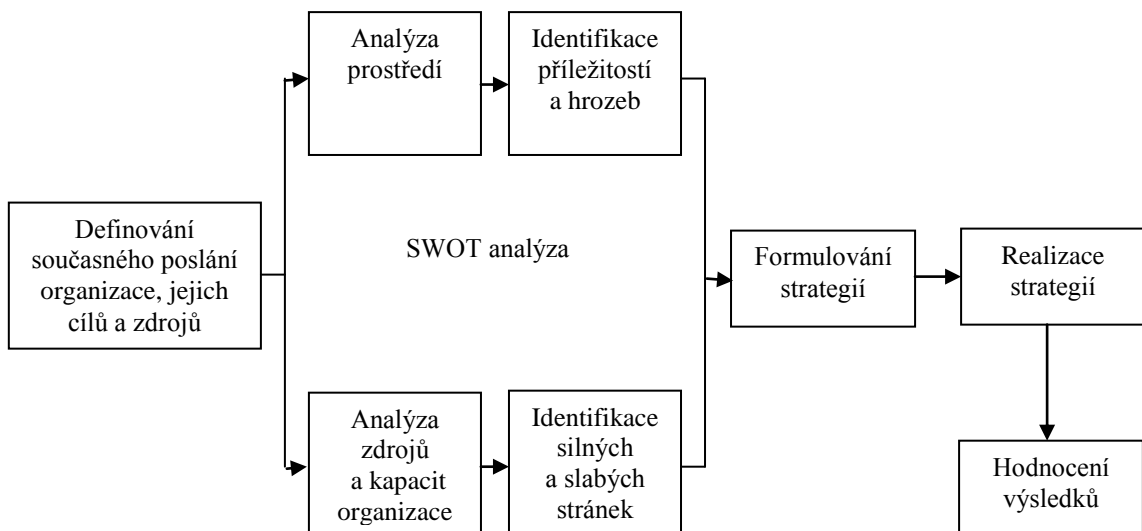 Analýza
prostředí
Identifikace
příležitostí
a hrozeb
Definování
současného poslání
organizace, jejich
cílů a zdrojů
SWOT analýza
Formulování
strategií
Realizace
strategií
Analýza
zdrojů
a kapacit
organizace
Identifikace
silných
a slabých
stránek
Hodnocení
výsledků